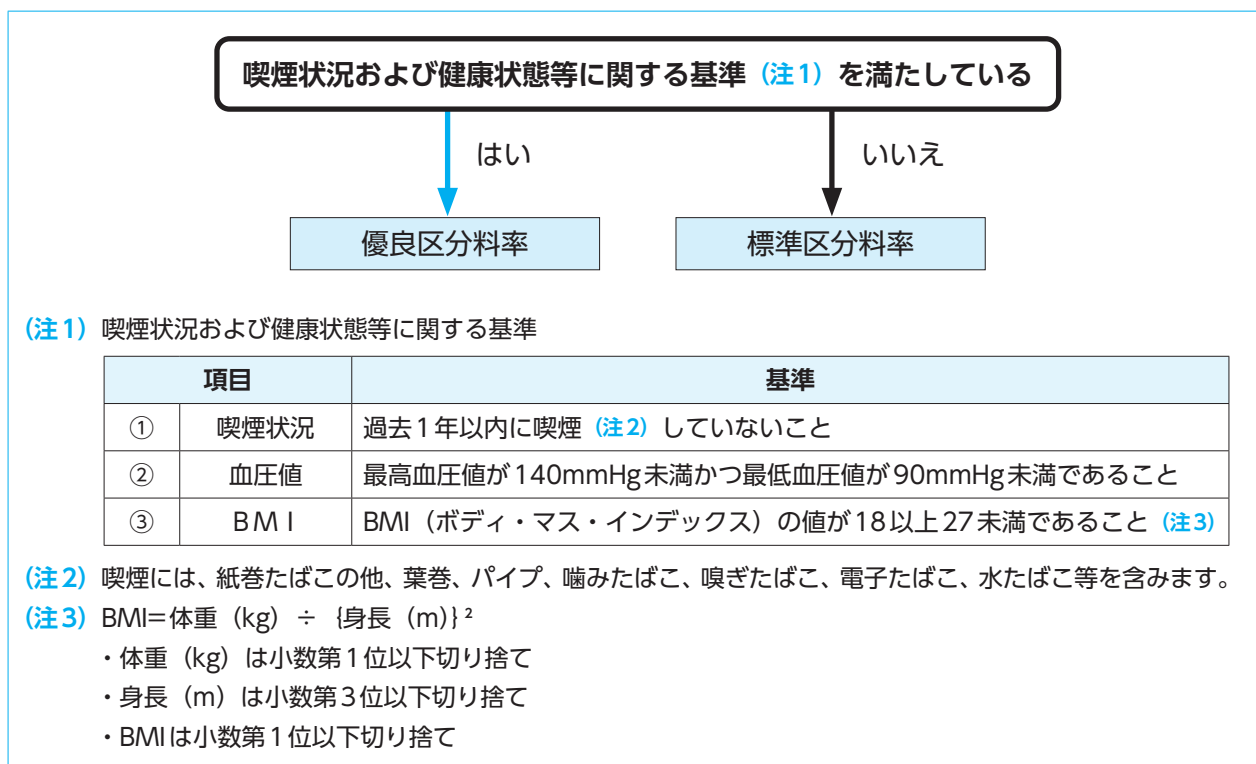 喫煙状況および健康状態等に関する基準（注1）を満たしている
はい
いいえ
優良区分料率
標準区分料率
（注1）喫煙状況および健康状態等に関する基準
項目 基準
① 喫煙状況 過去1年以内に喫煙（注2）していないこと
② 血圧値 最高血圧値が140mmHg未満かつ最低血圧値が90mmHg未満であること
③ BMI BMI（ボディ・マス・インデックス）の値が18以上27未満であること（注3）
（注2）喫煙には、紙巻たばこの他、葉巻、パイプ、噛みたばこ、嗅ぎたばこ、電子たばこ、水たばこ等を含みます。
（注3）BMI＝体重（kg）÷｛身長（m）｝²
・体重（kg）は小数第1位以下切り捨て
・身長（m）は小数第3位以下切り捨て
・BMIは小数第1位以下切り捨て